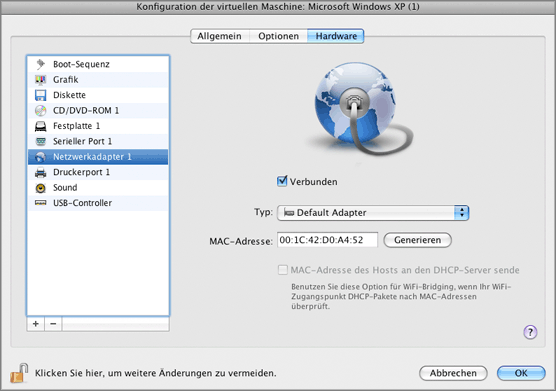 Konfiguration der virtuellen Maschine: Microsoft Windows XP (1)
Allgemein Optionen Hardware
Boot-Sequenz
Grafik
Diskette
CD/DVD-ROM 1
Festplatte 1
Serieller Port 1
Netzwerkadapter 1
Druckerport 1
Sound
USB-Controller
+ −
Verbunden
Typ: Default Adapter
MAC-Adresse: 00:1C:42:D0:A4:52 Generieren
MAC-Adresse des Hosts an den DHCP-Server sende
Benutzen Sie diese Option für WiFi-Bridging, wenn Ihr WiFi-
Zugangspunkt DHCP-Pakete nach MAC-Adressen
überprüft.
?
Klicken Sie hier, um weitere Änderungen zu vermeiden.
Abbrechen OK